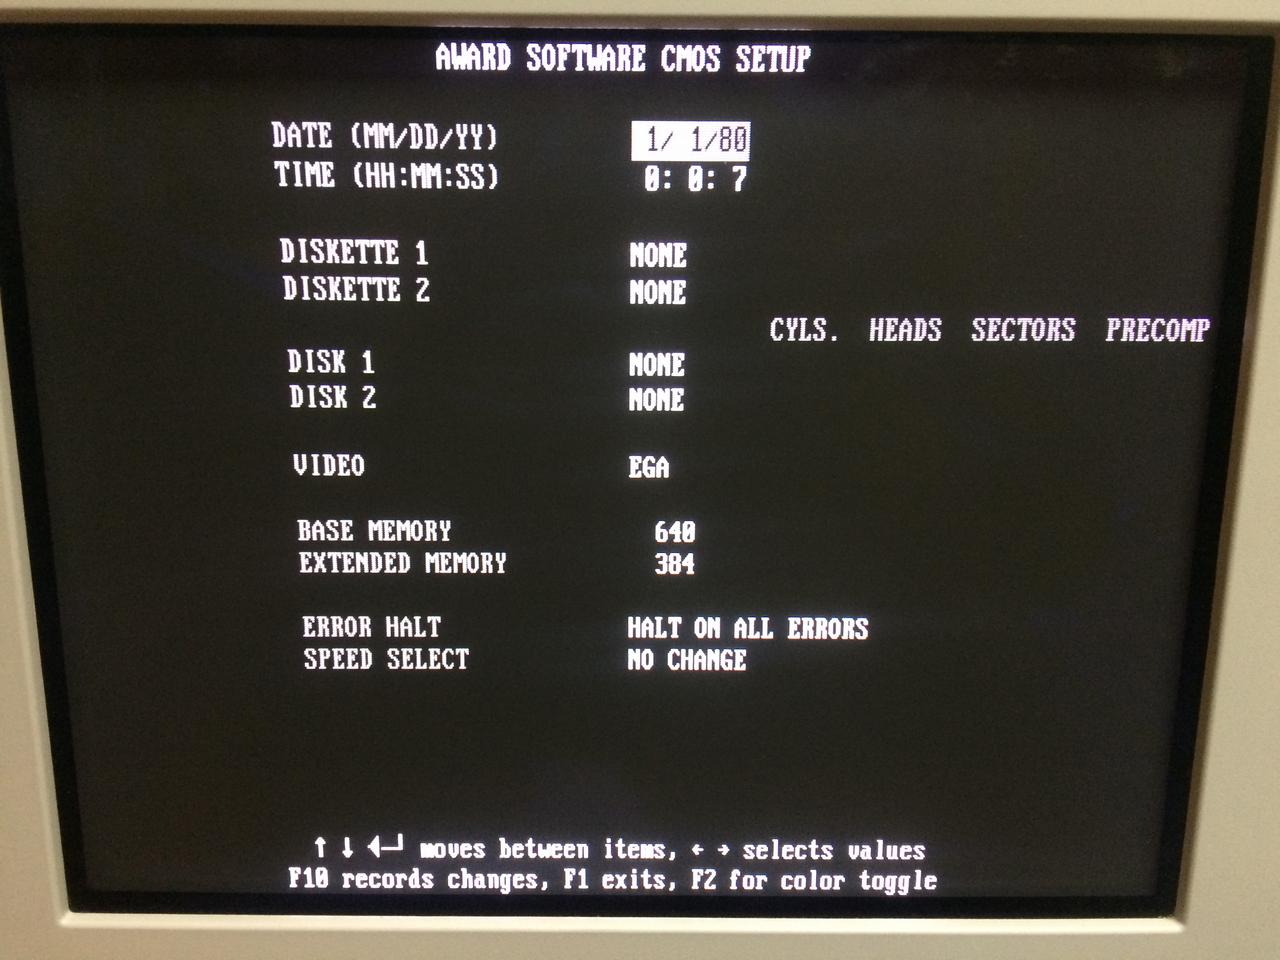 AWARD SOFTWARE CMOS SETUP
DATE (MM/DD/YY) 1/ 1/80
TIME (HH:MM:SS) 0: 0: 7
DISKETTE 1 NONE
DISKETTE 2 NONE
CYLS. HEADS SECTORS PRECOMP
DISK 1 NONE
DISK 2 NONE
VIDEO EGA
BASE MEMORY 640
EXTENDED MEMORY 384
ERROR HALT HALT ON ALL ERRORS
SPEED SELECT NO CHANGE
↑ ↓ ◄─┘ moves between items, ← → selects values
F10 records changes, F1 exits, F2 for color toggle